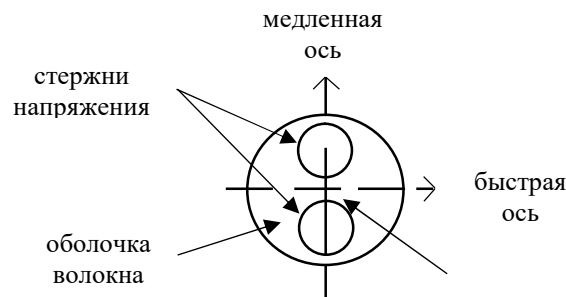 медленная
ось
стержни
напряжения
быстрая
ось
оболочка
волокна